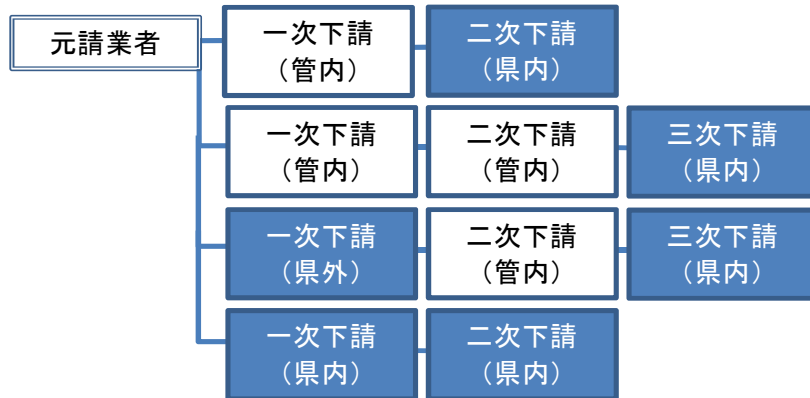 元請業者
一次下請
（管内）
二次下請
（県内）
一次下請
（管内）
二次下請
（管内）
三次下請
（県内）
一次下請
（県外）
二次下請
（管内）
三次下請
（県内）
一次下請
（県内）
二次下請
（県内）